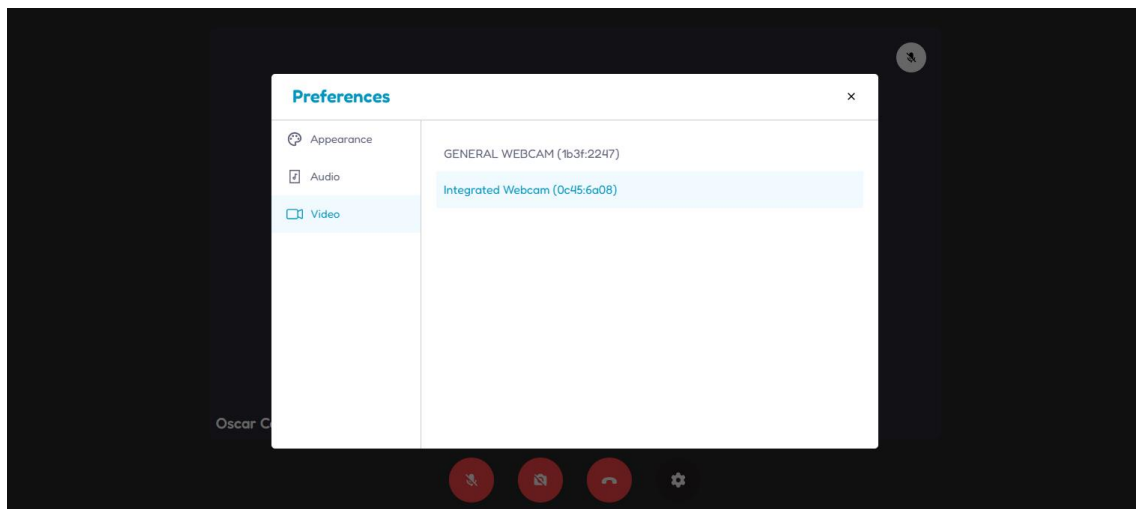 Preferences
Appearance
Audio
Video
GENERAL WEBCAM (1b3f:2247)
Integrated Webcam (0c45:6a08)
Oscar